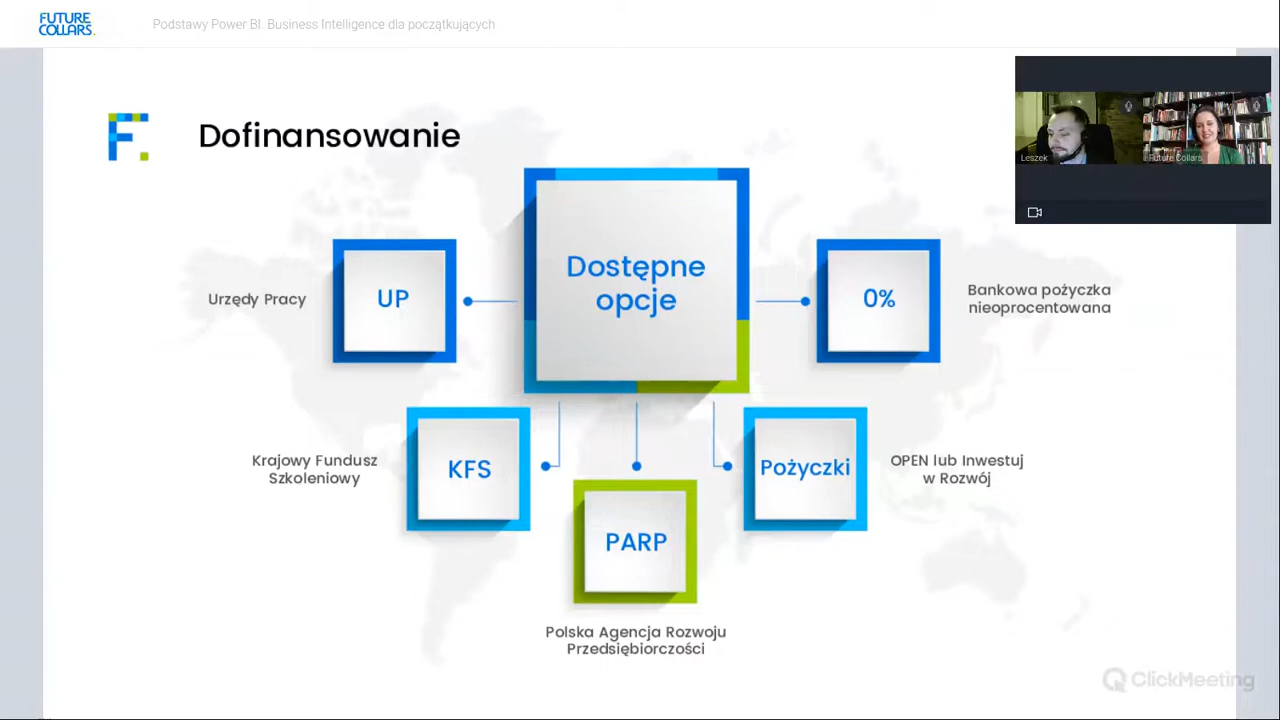 FUTURE
COLLARS.
Podstawy Power BI. Business Intelligence dla początkujących
Leszek
Future Collars
F.
Dofinansowanie
Dostępne
opcje
Urzędy Pracy
UP
0%
Bankowa pożyczka
nieoprocentowana
Krajowy Fundusz
Szkoleniowy
KFS
Pożyczki
OPEN lub Inwestuj
w Rozwój
PARP
Polska Agencja Rozwoju
Przedsiębiorczości
ClickMeeting